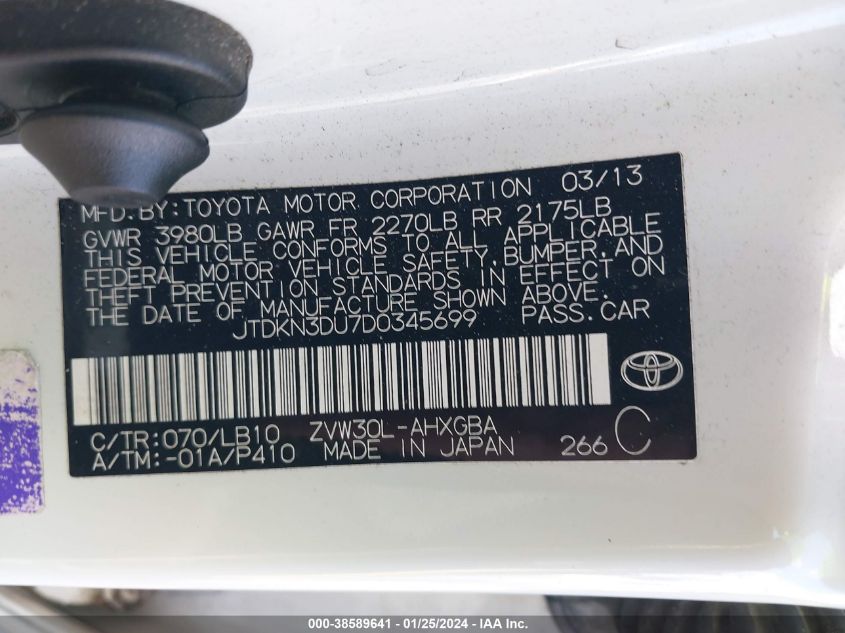 MFD.BY:TOYOTA MOTOR CORPORATION 03/13
GVWR 3980LB GAWR FR 2270LB RR 2175LB
THIS VEHICLE CONFORMS TO ALL APPLICABLE
FEDERAL MOTOR VEHICLE SAFETY,BUMPER,AND
THEFT PREVENTION STANDARDS IN EFFECT ON
THE DATE OF MANUFACTURE SHOWN ABOVE.
JTDKN3DU7D0345699 PASS.CAR
C/TR:070/LB10 ZVW30L-AHXGBA
A/TM:-01A/P410 MADE IN JAPAN 266 C
000-38589641 - 01/25/2024 - IAA Inc.